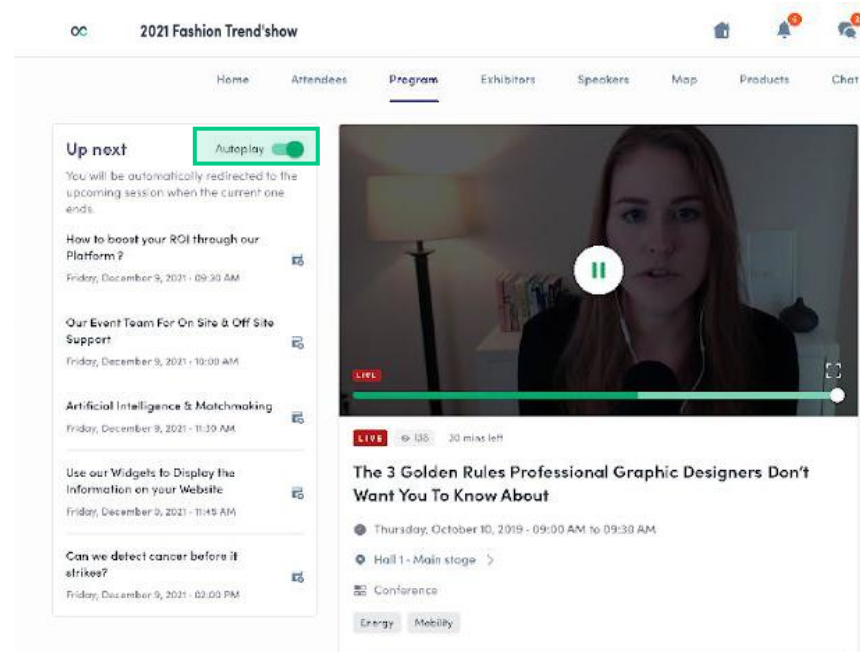 2021 Fashion Trend'show
6
Home Attendees Program Exhibitors Speakers Map Products Chat
Up next
Autoplay
You will be automatically redirected to the
upcoming session when the current one
ends.
How to boost your ROI through our
Platform ?
Friday, December 9, 2021 - 09:30 AM
Our Event Team For On Site & Off Site
Support
Friday, December 9, 2021 - 10:00 AM
Artificial Intelligence & Matchmaking
Friday, December 9, 2021 - 11:30 AM
Use our Widgets to Display the
Information on your Website
Friday, December 9, 2021 - 11:45 AM
Can we detect cancer before it
strikes?
Friday, December 9, 2021 - 02:00 PM
LIVE
LIVE 138 30 mins left
The 3 Golden Rules Professional Graphic Designers Don't
Want You To Know About
Thursday, October 10, 2019 - 09:00 AM to 09:30 AM
Hall 1 - Main stage
Conference
Energy Mobility